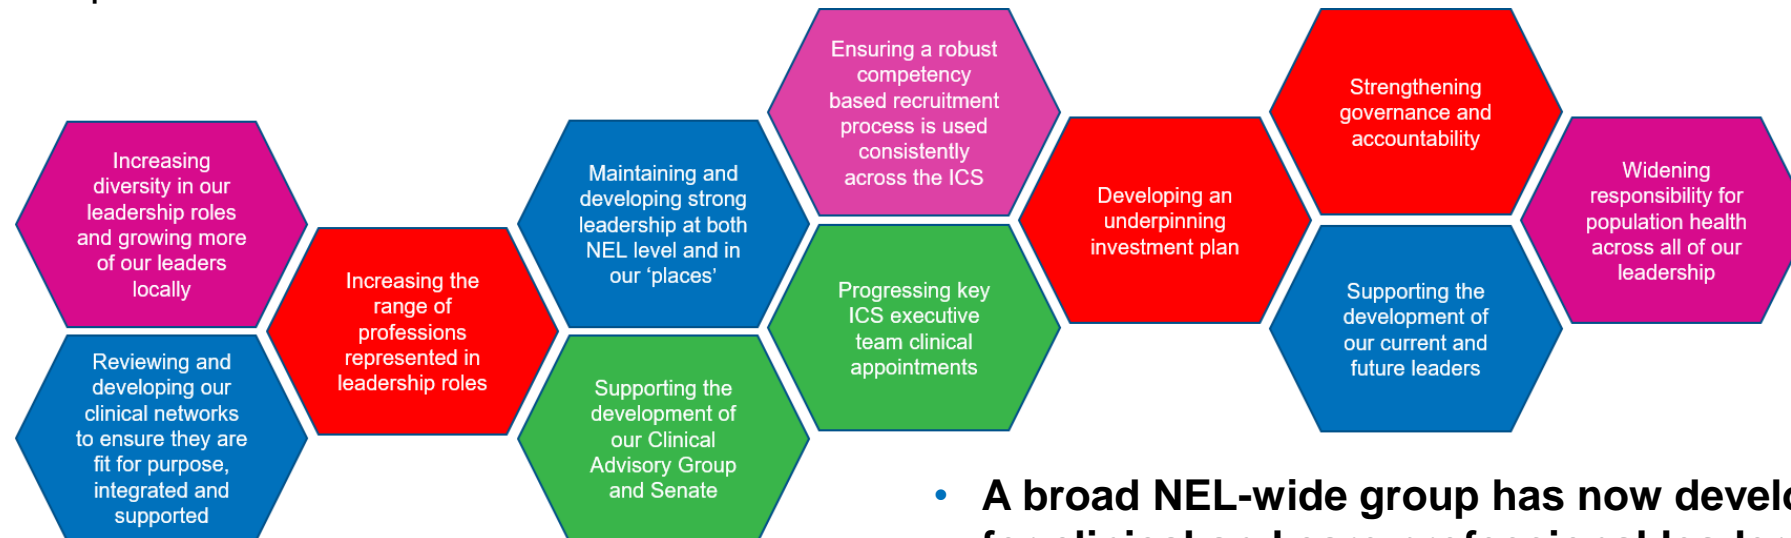 Increasing
diversity in our
leadership roles
and growing more
of our leaders
locally
Reviewing and
developing our
clinical networks
to ensure they are
fit for purpose,
integrated and
supported
Increasing the
range of
professions
represented in
leadership roles
Maintaining and
developing strong
leadership at both
NEL level and in
our ‘places’
Supporting the
development of
our Clinical
Advisory Group
and Senate
Ensuring a robust
competency
based recruitment
process is used
consistently
across the ICS
Progressing key
ICS executive
team clinical
appointments
Developing an
underpinning
investment plan
Strengthening
governance and
accountability
Supporting the
development of
our current and
future leaders
Widening
responsibility for
population health
across all of our
leadership
• A broad NEL-wide group has now